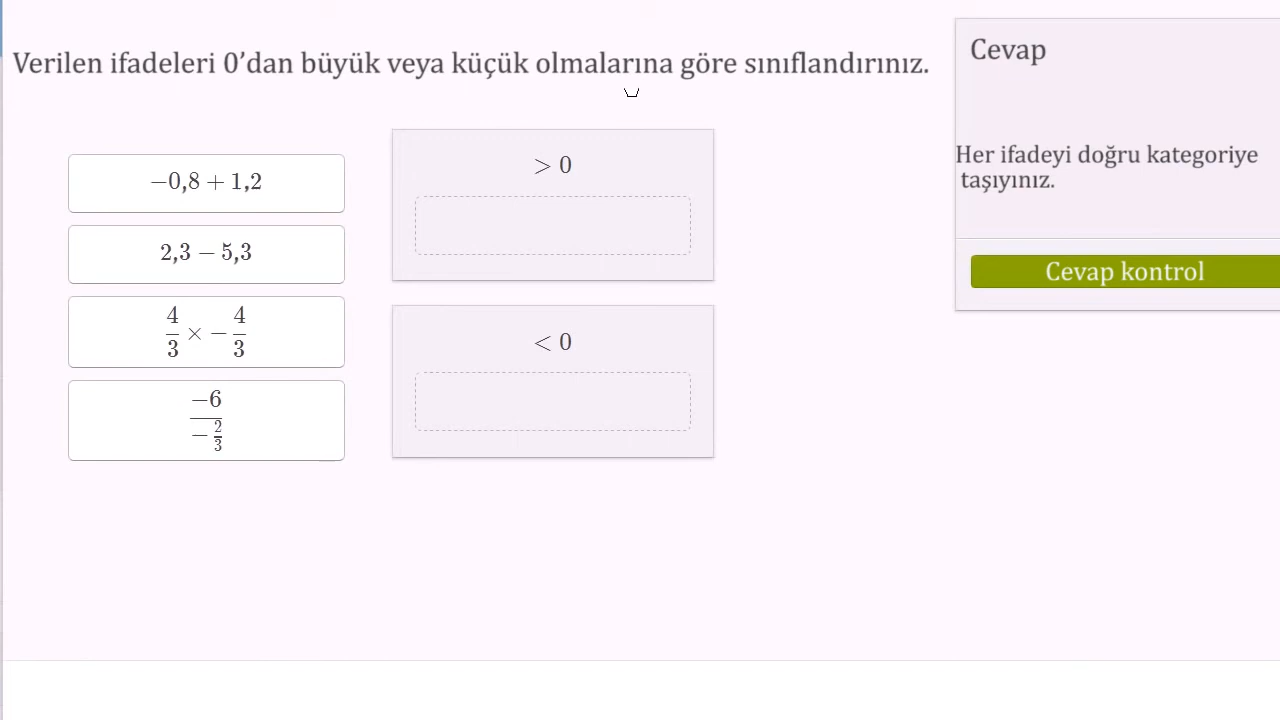 Verilen ifadeleri 0’dan büyük veya küçük olmalarına göre sınıflandırınız.
−0,8 + 1,2
2,3 − 5,3
4/3 × − 4/3
−6 / − 2/3
> 0
< 0
Cevap
Her ifadeyi doğru kategoriye
taşıyınız.
Cevap kontrol